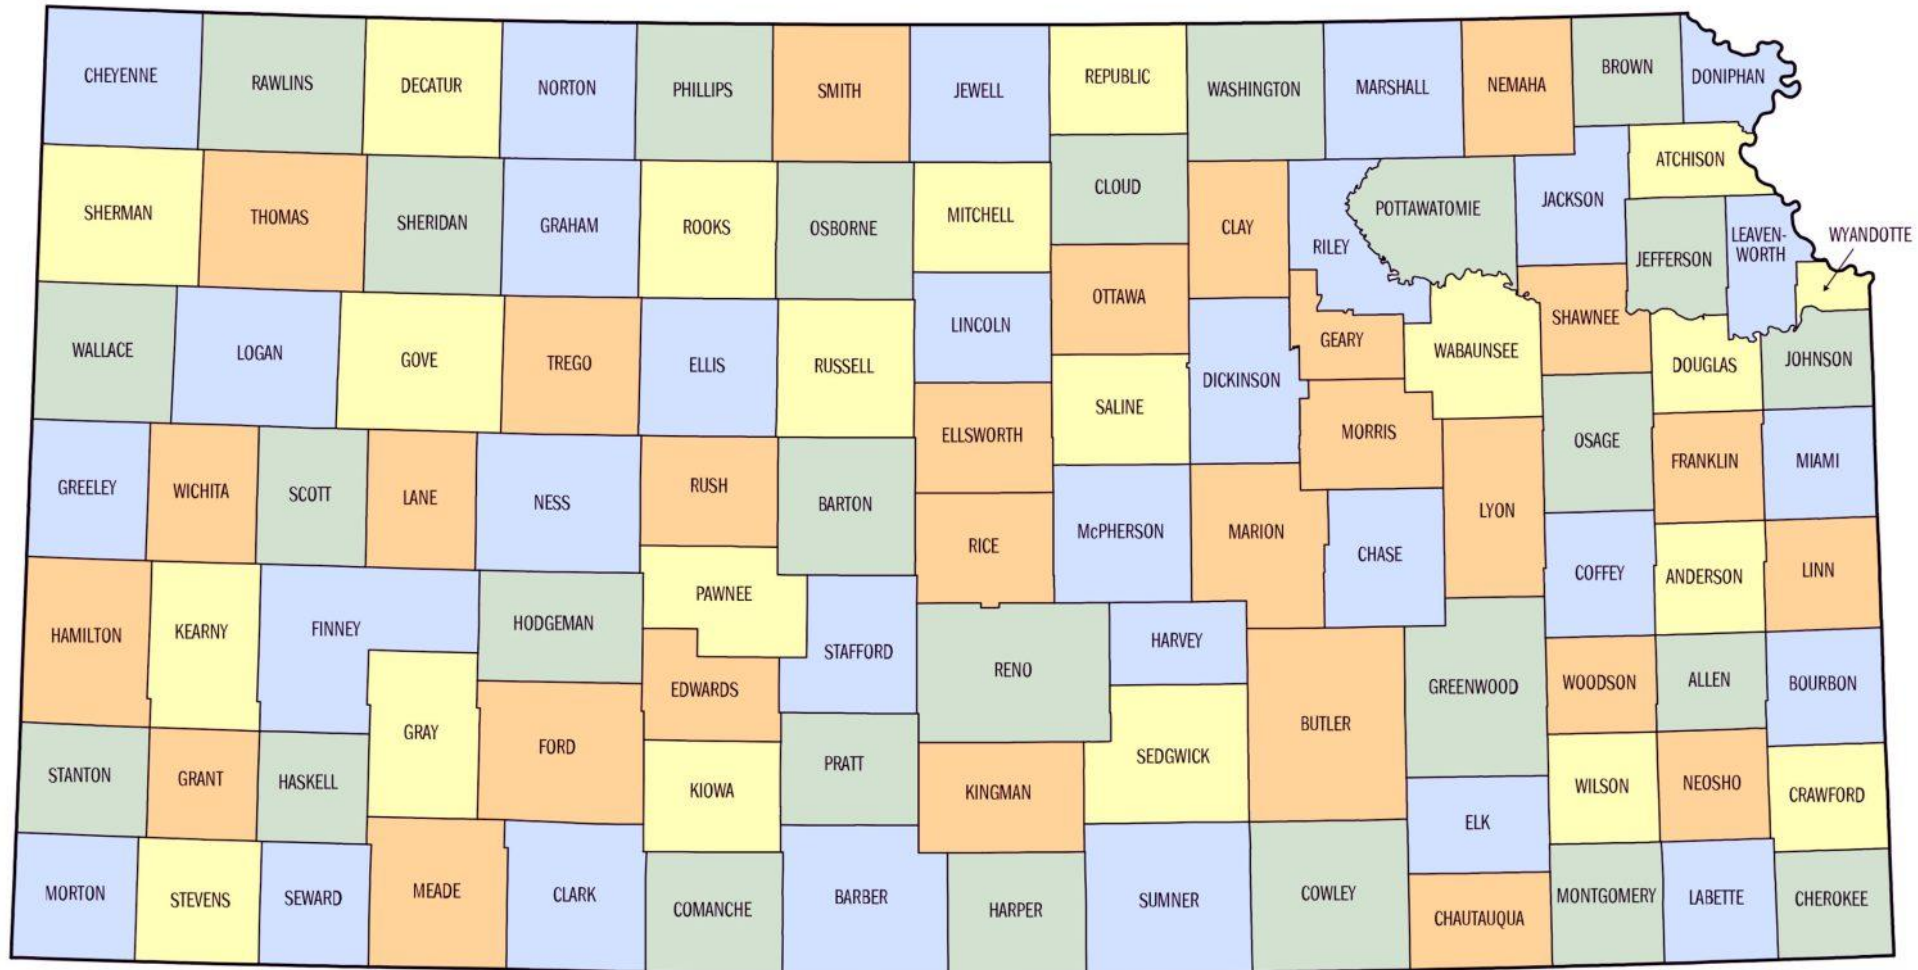 CHEYENNE
RAWLINS
DECATUR
NORTON
PHILLIPS
SMITH
JEWELL
REPUBLIC
WASHINGTON
MARSHALL
NEMAHA
BROWN
DONIPHAN
SHERMAN
THOMAS
SHERIDAN
GRAHAM
ROOKS
OSBORNE
MITCHELL
CLOUD
CLAY
RILEY
POTTAWATOMIE
JACKSON
ATCHISON
JEFFERSON
LEAVEN-
WORTH
WYANDOTTE
WALLACE
LOGAN
GOVE
TREGO
ELLIS
RUSSELL
LINCOLN
OTTAWA
SALINE
DICKINSON
GEARY
WABAUNSEE
SHAWNEE
DOUGLAS
JOHNSON
GREELEY
WICHITA
SCOTT
LANE
NESS
RUSH
BARTON
ELLSWORTH
RICE
McPHERSON
MARION
MORRIS
CHASE
LYON
OSAGE
FRANKLIN
MIAMI
COFFEY
ANDERSON
LINN
HAMILTON
KEARNY
FINNEY
HODGEMAN
PAWNEE
STAFFORD
EDWARDS
RENO
HARVEY
BUTLER
GREENWOOD
WOODSON
ALLEN
BOURBON
GRAY
FORD
KIOWA
PRATT
KINGMAN
SEDGWICK
STANTON
GRANT
HASKELL
ELK
WILSON
NEOSHO
CRAWFORD
MORTON
STEVENS
SEWARD
MEADE
CLARK
COMANCHE
BARBER
HARPER
SUMNER
COWLEY
CHAUTAUQUA
MONTGOMERY
LABETTE
CHEROKEE